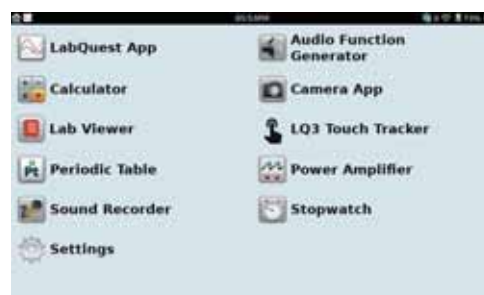 LabQuest App
Audio Function
Generator
Calculator
Camera App
Lab Viewer
LQ3 Touch Tracker
Periodic Table
Pt
Power Amplifier
Sound Recorder
Stopwatch
Settings